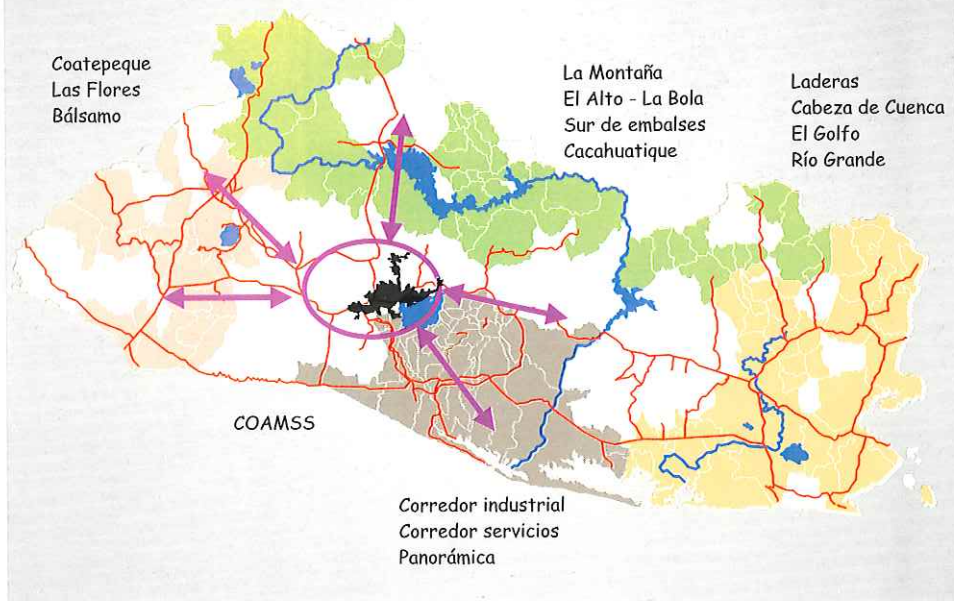 Coatepeque
Las Flores
Bálsamo
La Montaña
El Alto - La Bola
Sur de embalses
Cacahuatique
Laderas
Cabeza de Cuenca
El Golfo
Río Grande
COAMSS
Corredor industrial
Corredor servicios
Panorámica